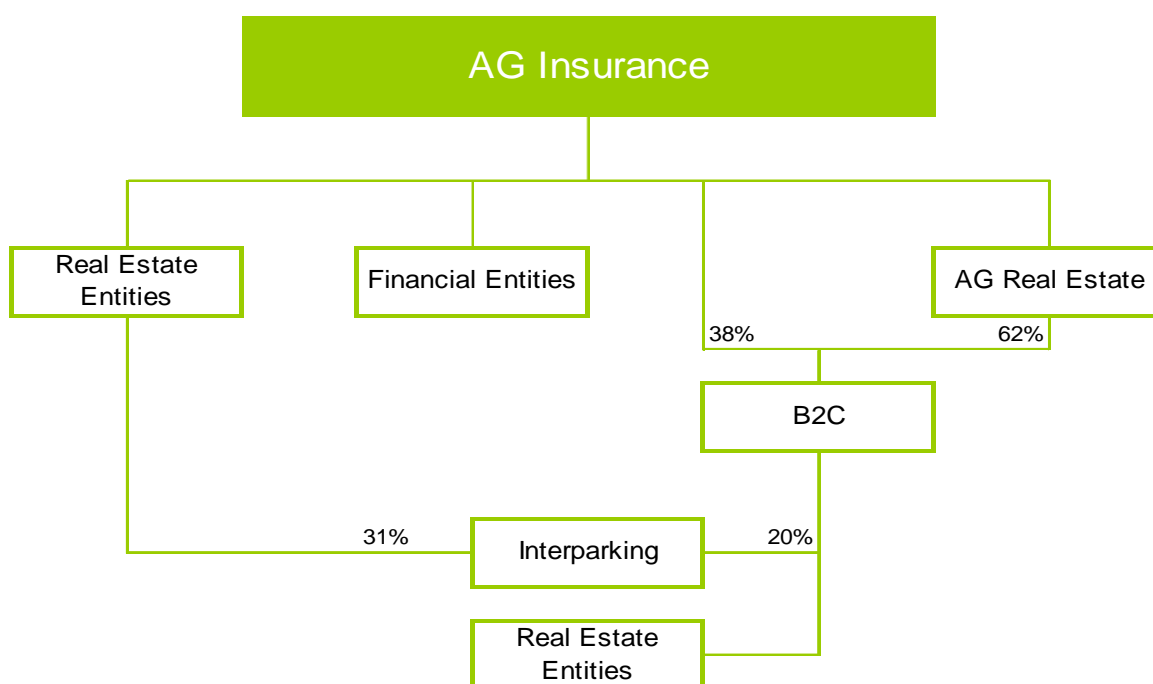 AG Insurance
Real Estate
Entities
Financial Entities
AG Real Estate
38%
62%
B2C
31%
Interparking
20%
Real Estate
Entities